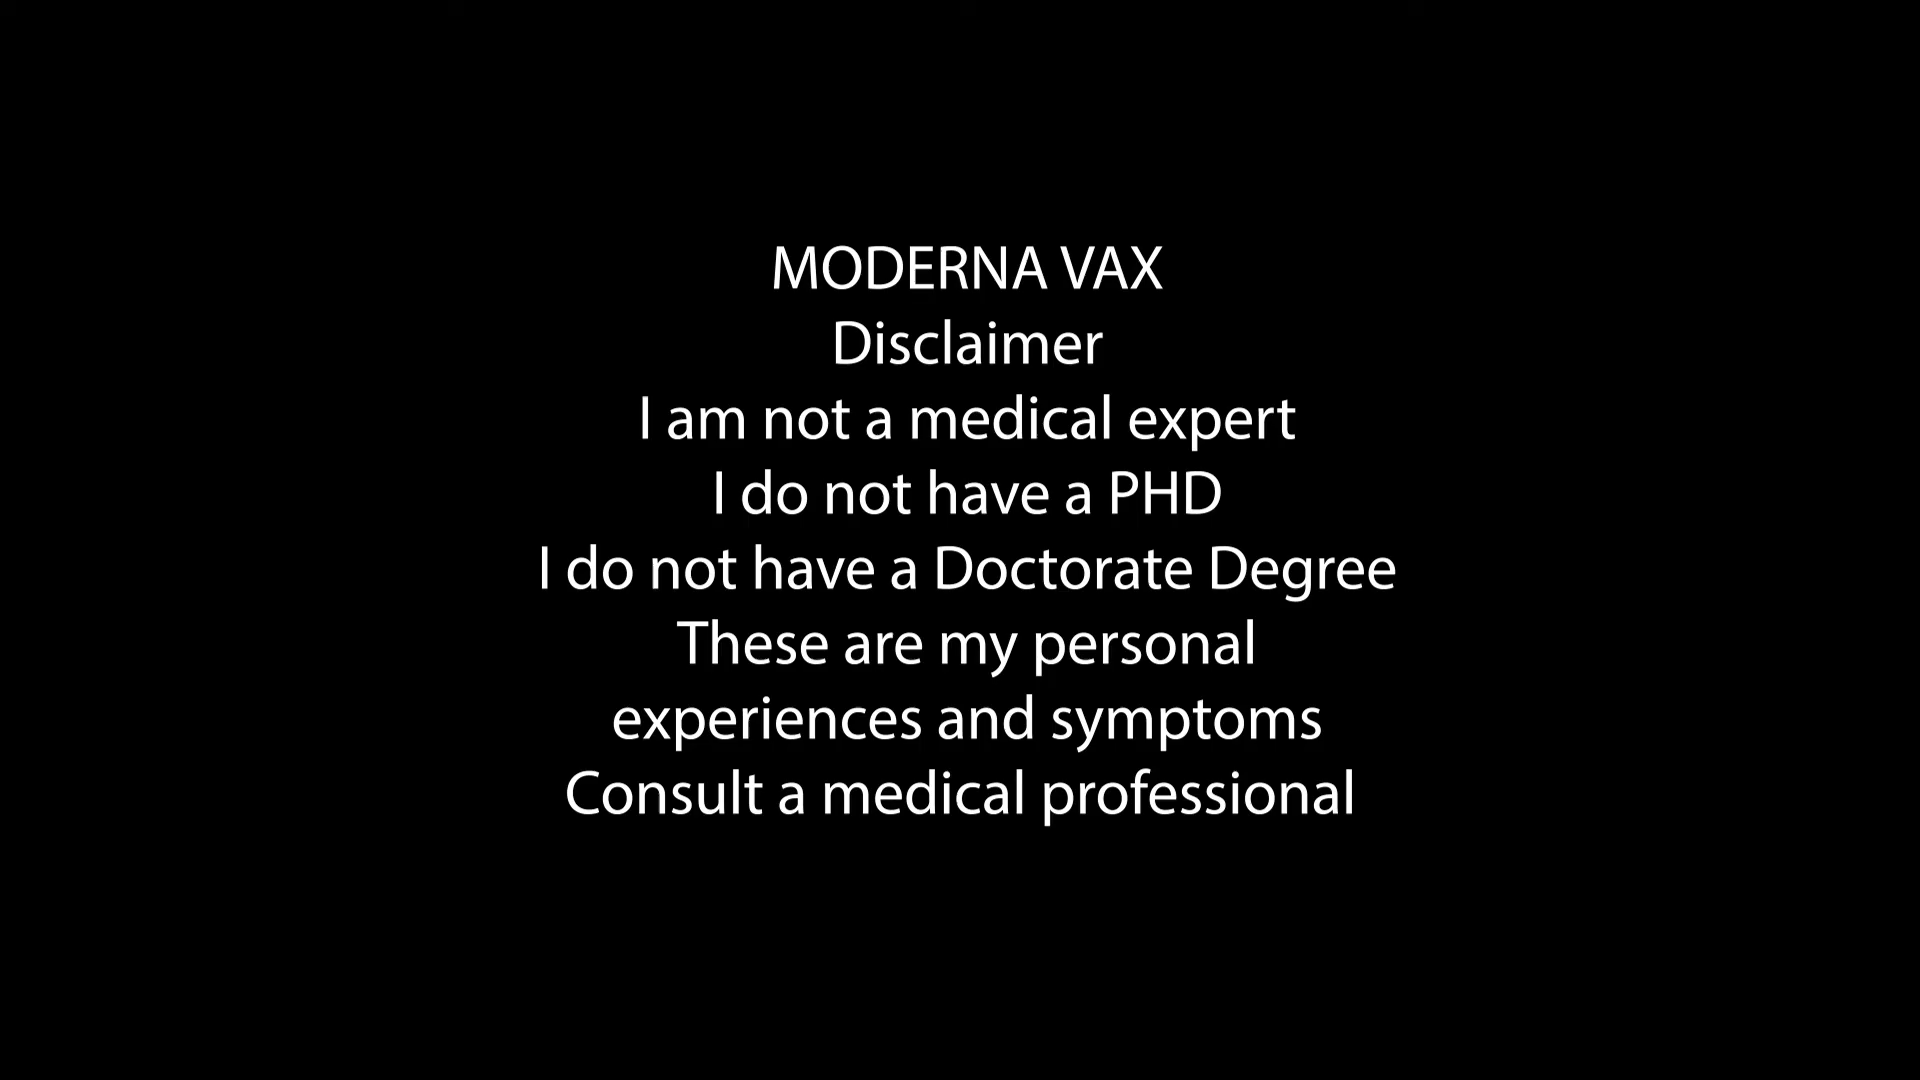 MODERNA VAX
Disclaimer
I am not a medical expert
I do not have a PHD
I do not have a Doctorate Degree
These are my personal
experiences and symptoms
Consult a medical professional